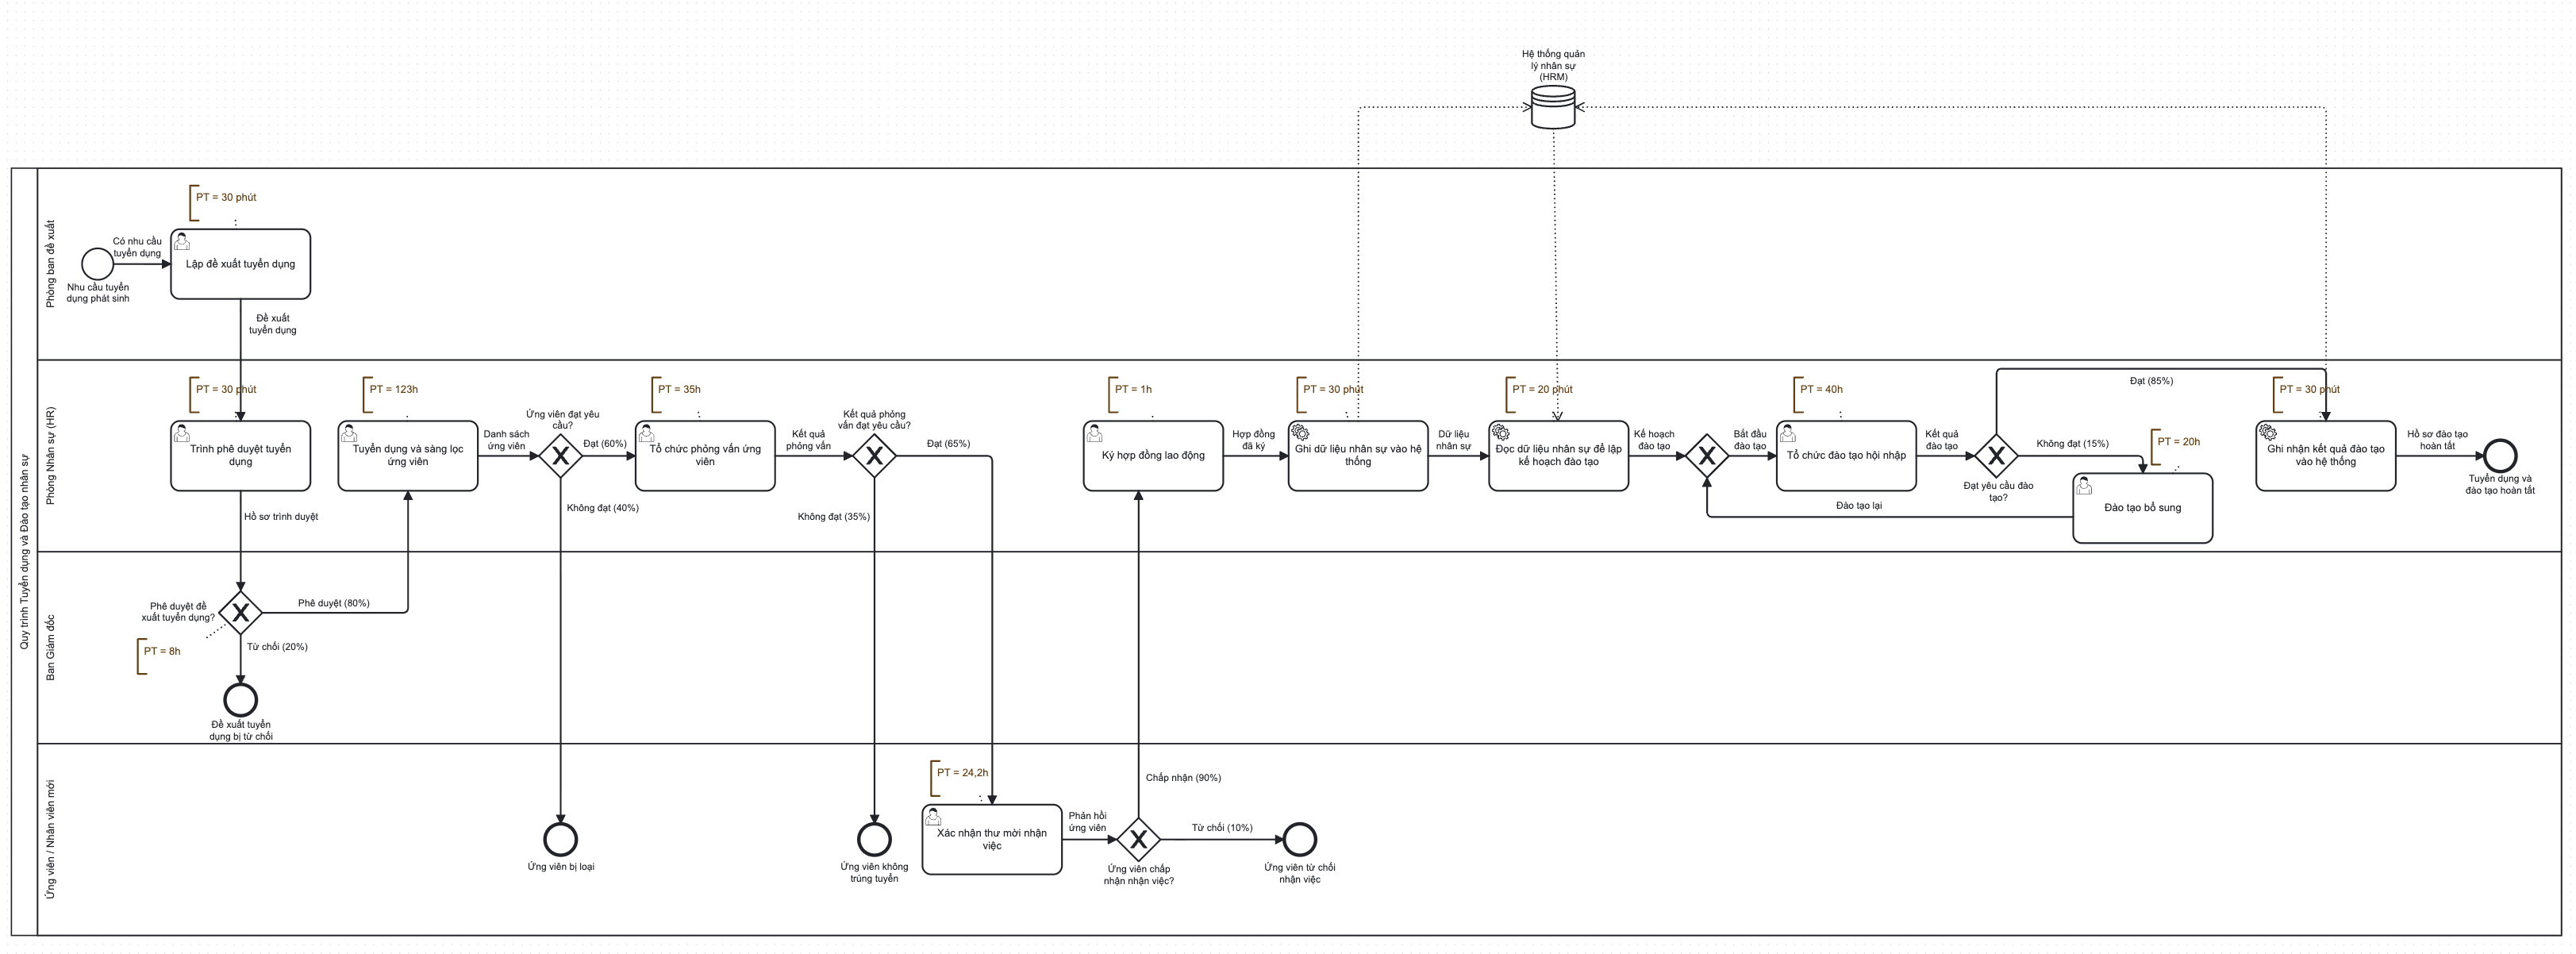 Hệ thống quản
lý nhân sự
(HRM)
Quy trình Tuyển dụng và Đào tạo nhân sự
Phòng ban đề xuất
PT = 30 phút
Có nhu cầu
tuyển dụng
Nhu cầu tuyển
dụng phát sinh
Lập đề xuất tuyển dụng
Đề xuất
tuyển dụng
Phòng Nhân sự (HR)
PT = 30 phút
Trình phê duyệt tuyển
dụng
Hồ sơ trình duyệt
PT = 123h
Tuyển dụng và sàng lọc
ứng viên
Danh sách
ứng viên
Ứng viên đạt yêu
cầu?
Đạt (60%)
Không đạt (40%)
PT = 35h
Tổ chức phỏng vấn ứng
viên
Kết quả
phỏng vấn
Kết quả phỏng
vấn đạt yêu cầu?
Đạt (65%)
Không đạt (35%)
PT = 1h
Ký hợp đồng lao động
Hợp đồng
đã ký
PT = 30 phút
Ghi dữ liệu nhân sự vào hệ
thống
Dữ liệu
nhân sự
PT = 20 phút
Đọc dữ liệu nhân sự để lập
kế hoạch đào tạo
Kế hoạch
đào tạo
Bắt đầu
đào tạo
PT = 40h
Tổ chức đào tạo hội nhập
Kết quả
đào tạo
Đạt yêu cầu đào
tạo?
Đạt (85%)
Không đạt (15%)
PT = 20h
Đào tạo bổ sung
Đào tạo lại
PT = 30 phút
Ghi nhận kết quả đào tạo
vào hệ thống
Hồ sơ đào tạo
hoàn tất
Tuyển dụng và
đào tạo hoàn tất
Ban Giám đốc
Phê duyệt đề
xuất tuyển dụng?
Phê duyệt (80%)
Từ chối (20%)
PT = 8h
Đề xuất tuyển
dụng bị từ chối
Ứng viên / Nhân viên mới
Ứng viên bị loại
Ứng viên không
trúng tuyển
PT = 24,2h
Xác nhận thư mời nhận
việc
Phản hồi
ứng viên
Chấp nhận (90%)
Ứng viên chấp
nhận nhận việc?
Từ chối (10%)
Ứng viên từ chối
nhận việc